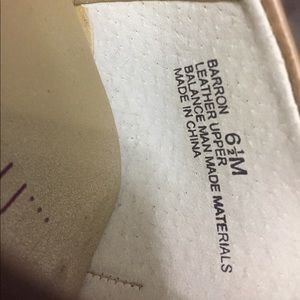 BARRON 6½M
LEATHER UPPER
BALANCE MAN MADE MATERIALS
MADE IN CHINA